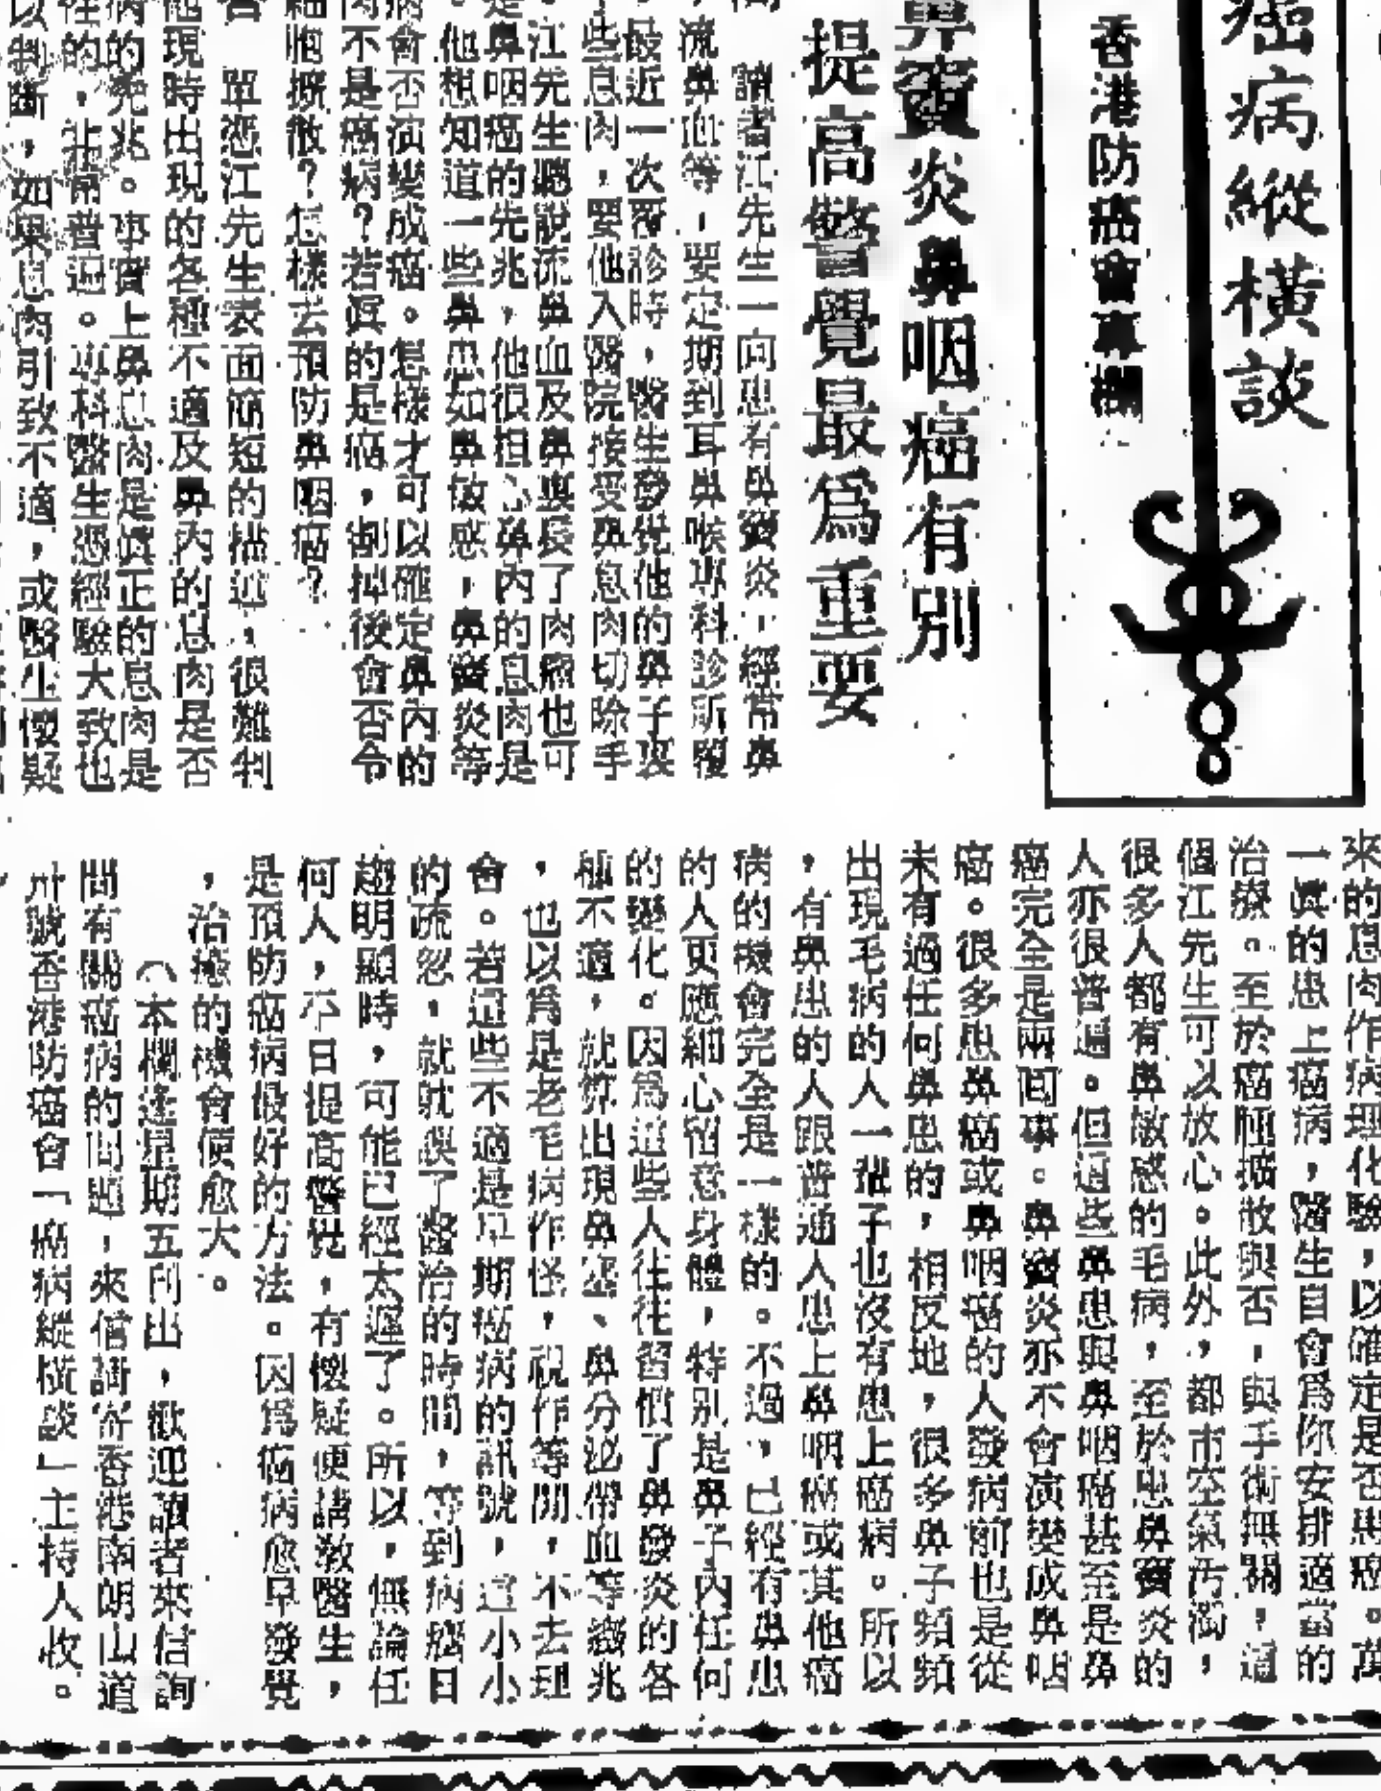 癌病縱橫談
香港防癌會專欄
鼻竇炎鼻咽癌有別
提高警覺最爲重要
讀者江先生一向患有鼻竇炎，經常鼻
流鼻血等，要定期到耳鼻喉專科診所覆
最近一次覆診時，醫生發覺他的鼻子裏
些息肉，要他入醫院接受鼻息肉切除手
江先生聽說流鼻血及鼻裏長了肉瘤也可
是鼻咽癌的先兆，他很担心鼻內的息肉是
。他想知道一些鼻患如鼻敏感，鼻竇炎等
病會否演變成癌。怎樣才可以確定鼻內的
肉不是癌病？若眞的是癌，割掉後會否令
細胞擴散？怎樣去預防鼻咽癌？
答 單憑江先生表面簡短的描述，很難判
他現時出現的各種不適及鼻內的息肉是否
病的先兆。事實上鼻息肉是眞正的息肉是
的，非常普遍。專科醫生憑經驗大致也
以判斷，如果息肉引致不適，或醫生懷疑
來的息肉作病理化驗，以確定是否患癌。萬
一眞的患上癌病，醫生自會爲你安排適當的
治療。至於癌腫擴散與否，與手術無關，這
個江先生可以放心。此外，都市空氣汚濁，
很多人都有鼻敏感的毛病，至於患鼻竇炎的
人亦很普遍。但這些鼻患與鼻咽癌甚至是鼻
癌完全是兩回事。鼻竇炎亦不會演變成鼻咽
癌。很多患鼻癌或鼻咽癌的人發病前也是從
未有過任何鼻患的，相反地，很多鼻子頻頻
出現毛病的人一輩子也沒有患上癌病。所以
，有鼻患的人跟普通人患上鼻咽癌或其他癌
病的機會完全是一樣的。不過，已經有鼻患
的人更應細心留意身體，特別是鼻子內任何
的變化。因爲這些人往往習慣了鼻發炎的各
種不適，就算出現鼻塞、鼻分泌帶血等徵兆
，也以爲是老毛病作怪，視作等閒，不去理
會。若這些不適是早期癌病的訊號，這小小
的疏忽，就躭誤了醫治的時間，等到病癥日
趨明顯時，可能已經太遲了。所以，無論任
何人，平日提高警覺，有懷疑便請敎醫生，
是預防癌病最好的方法。因爲癌病愈早發覺
，治癒的機會便愈大。
（本欄逢星期五刊出，歡迎讀者來信詢
問有關癌病的問題，來信請寄香港南朗山道
卅號香港防癌會「癌病縱橫談」主持人收。